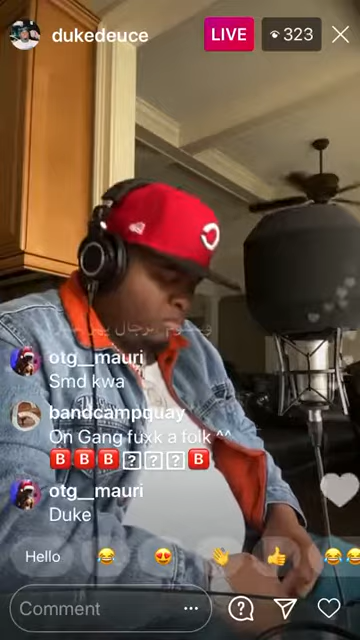 dukedeuce
LIVE
323
otg__mauri
Smd kwa
bandcampquay
On Gang fuxk a folk ^^
🅱️🅱️🅱️⍰⍰⍰🅱️
otg__mauri
Duke
Hello 😂 😍 👏 👍 😂😂
Comment